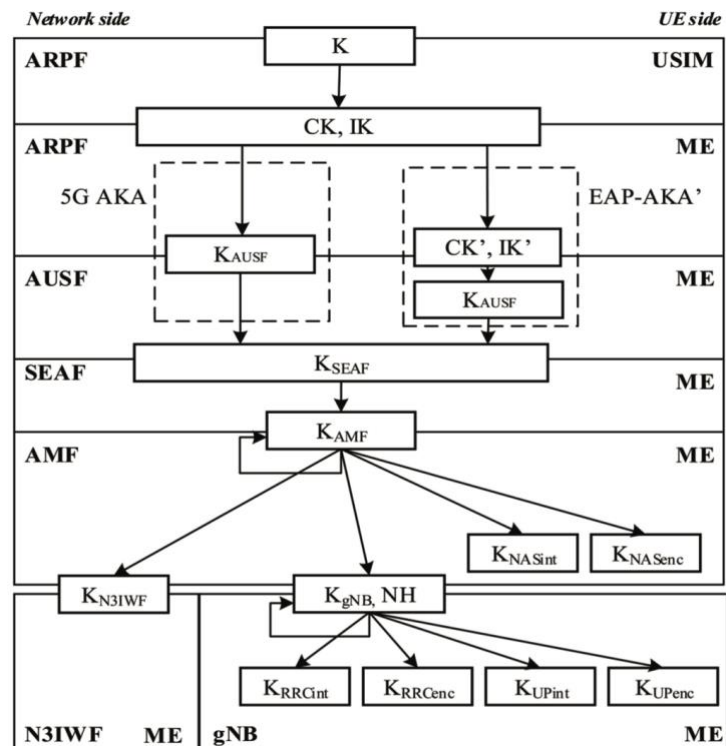 Network side UE side
K
ARPF USIM
CK, IK
ARPF ME
5G AKA EAP-AKA’
KAUSF CK’, IK’
AUSF ME
KAUSF
KSEAF
SEAF ME
KAMF
AMF ME
KNASint KNASenc
KN3IWF KgNB, NH
KRRCint KRRCenc KUPint KUPenc
N3IWF ME gNB ME